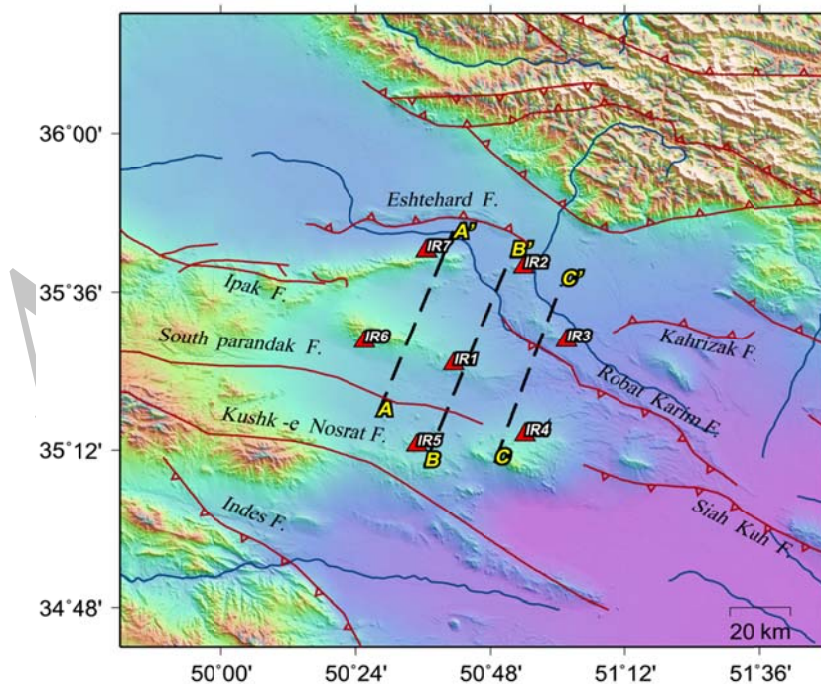 36°00'
Eshtehard F.
A'
IR7
B'
IR2
C'
35°36'
Ipak F.
South parandak F.
IR6
IR1
IR3
Kahrizak F.
Robat Karim F.
A
Kushk -e Nosrat F.
35°12'
IR5
B
IR4
C
Indes F.
Siah Kuh F.
34°48'
20 km
50°00'
50°24'
50°48'
51°12'
51°36'